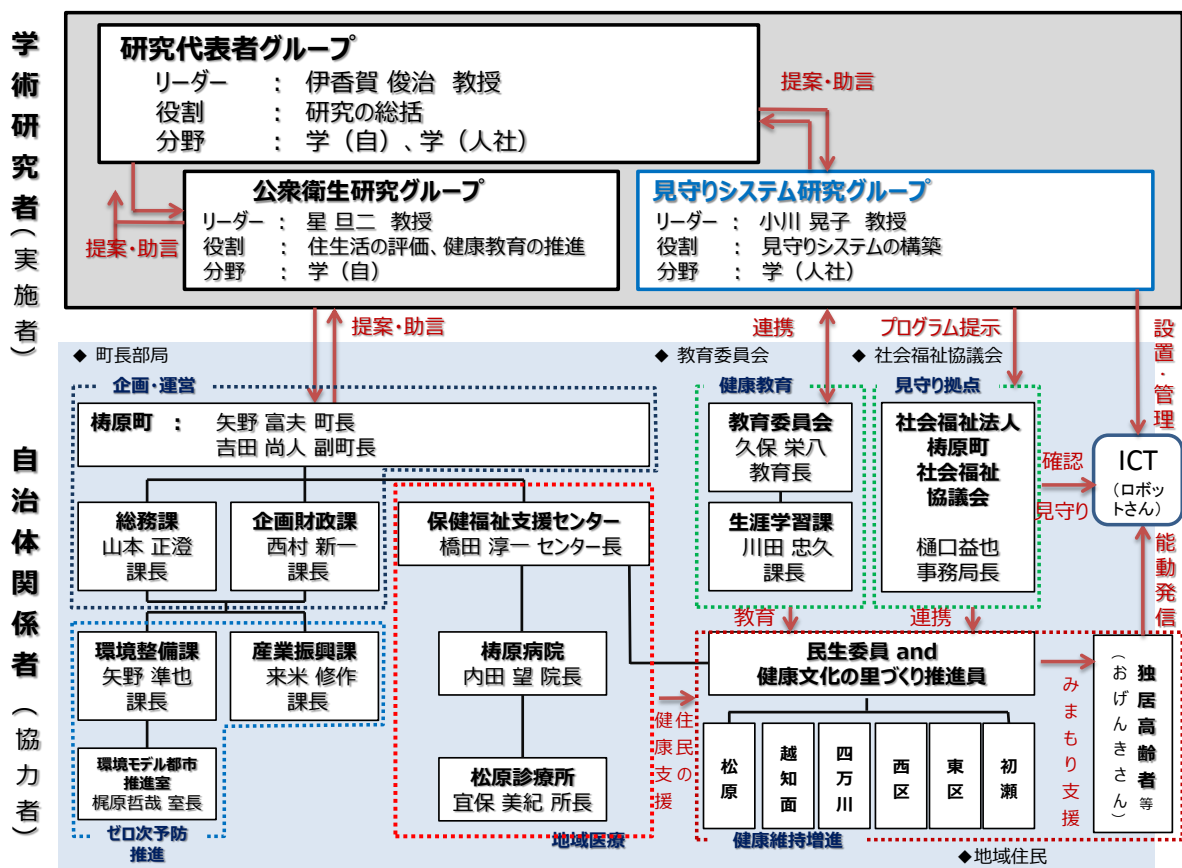 学術研究者(実施者)
研究代表者グループ
リーダー : 伊香賀 俊治 教授
役割 : 研究の総括
分野 : 学（自）、学（人社）
提案・助言
公衆衛生研究グループ
リーダー : 星 旦二 教授
役割 : 住生活の評価、健康教育の推進
分野 : 学（自）
提案・助言
見守りシステム研究グループ
リーダー : 小川 晃子 教授
役割 : 見守りシステムの構築
分野 : 学（人社）
提案・助言
連携
プログラム提示
設置・管理
自治体関係者（協力者）
◆ 町長部局
◆ 教育委員会
◆ 社会福祉協議会
企画・運営
健康教育
見守り拠点
梼原町 : 矢野 富夫 町長
吉田 尚人 副町長
総務課
山本 正澄
課長
企画財政課
西村 新一
課長
保健福祉支援センター
橋田 淳一 センター長
教育委員会
久保 栄八
教育長
生涯学習課
川田 忠久
課長
社会福祉法人
梼原町
社会福祉
協議会
樋口益也
事務局長
確認
見守り
ICT
（ロボッ
トさん）
能動発信
環境整備課
矢野 準也
課長
産業振興課
来米 修作
課長
梼原病院
内田 望 院長
教育
連携
民生委員 and
健康文化の里づくり推進員
環境モデル都市
推進室
梶原哲哉 室長
ゼロ次予防
推進
松原診療所
宜保 美紀 所長
地域医療
住民の
健康支援
松原
越知面
四万川
西区
東区
初瀬
健康維持増進
みまもり支援
独居高齢者等
（おげんきさん）
◆地域住民